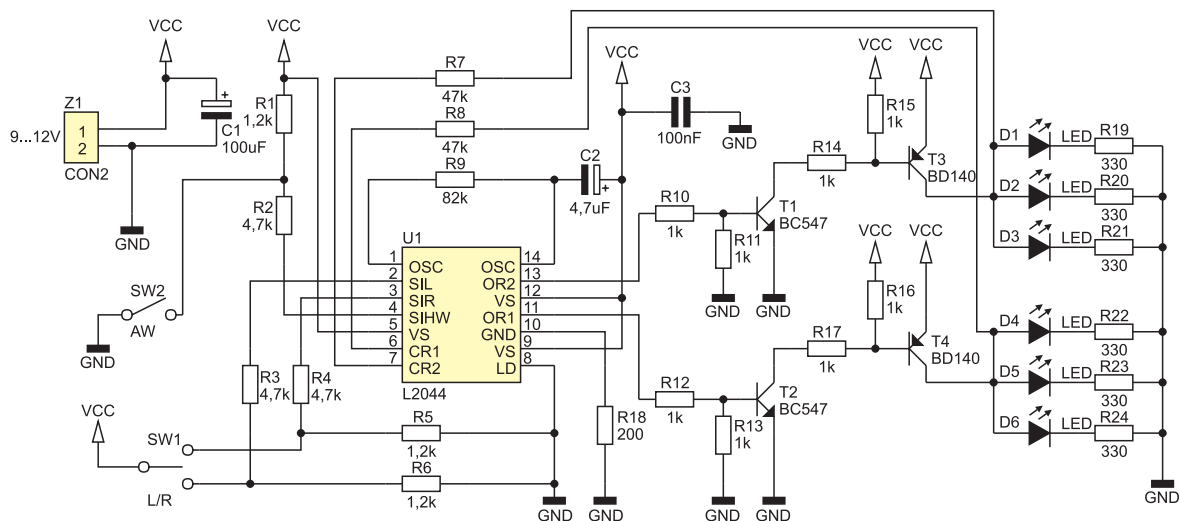 VCC
VCC
VCC
VCC
VCC
R7
47k
R8
47k
R9
82k
C3
100nF
GND
C2
4,7uF
+
Z1
1
2
CON2
9...12V
+
C1
100uF
GND
R1
1,2k
R2
4,7k
SW2
AW
GND
U1
1 OSC
2 SIL
3 SIR
4 SIHW
5 VS
6 CR1
7 CR2
OSC 14
OR2 13
VS 12
OR1 11
GND 10
VS 9
LD 8
L2044
R3
4,7k
R4
4,7k
VCC
SW1
L/R
R5
1,2k
R6
1,2k
GND
R18
200
GND
R10
1k
R11
1k
GND
T1
BC547
GND
R14
1k
R15
1k
T3
BD140
R12
1k
R13
1k
GND
T2
BC547
GND
R17
1k
VCC
VCC
R16
1k
T4
BD140
D1 LED R19
330
D2 LED R20
330
D3 LED R21
330
D4 LED R22
330
D5 LED R23
330
D6 LED R24
330
GND